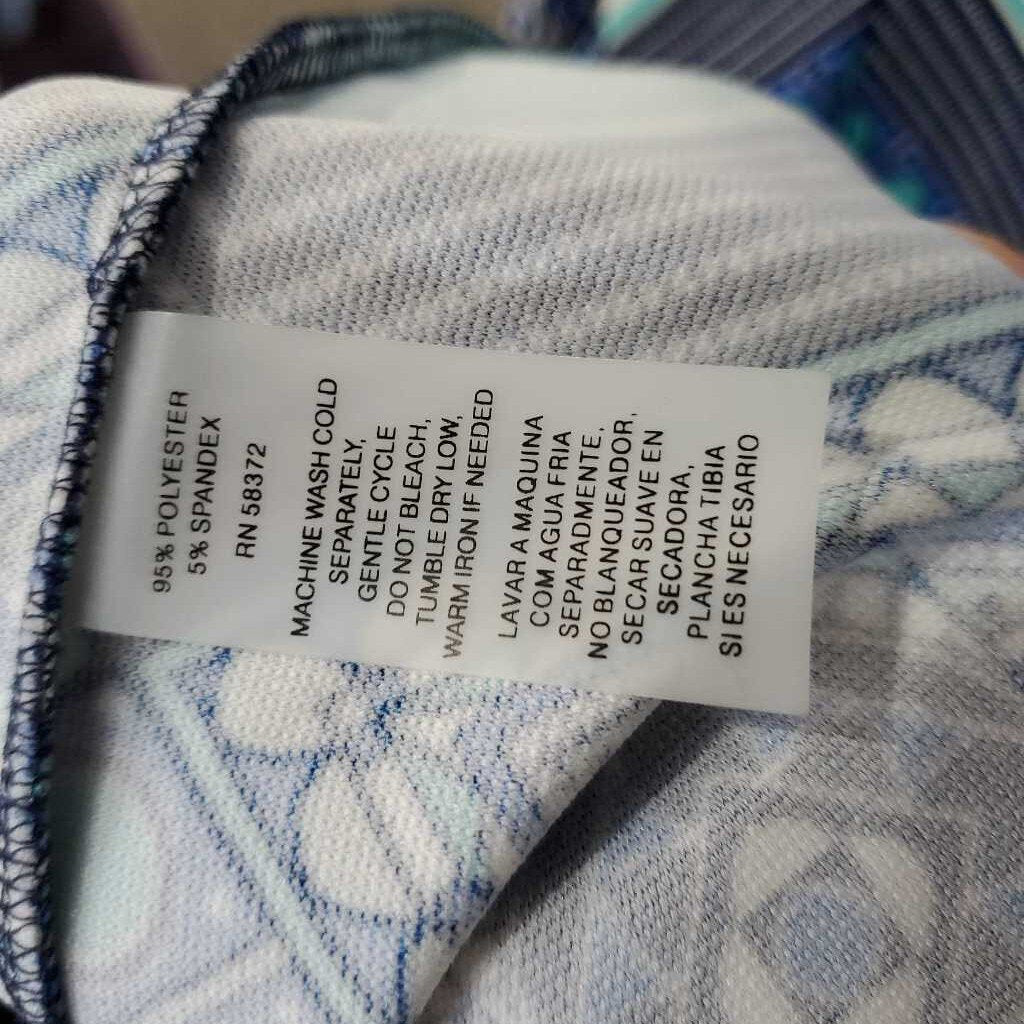 95% POLYESTER
5% SPANDEX
RN 58372
MACHINE WASH COLD
SEPARATELY,
GENTLE CYCLE
DO NOT BLEACH,
TUMBLE DRY LOW,
WARM IRON IF NEEDED
LAVAR A MAQUINA
COM AGUA FRIA
SEPARADMENTE,
NO BLANQUEADOR,
SECAR SUAVE EN
SECADORA,
PLANCHA TIBIA
SI ES NECESARIO